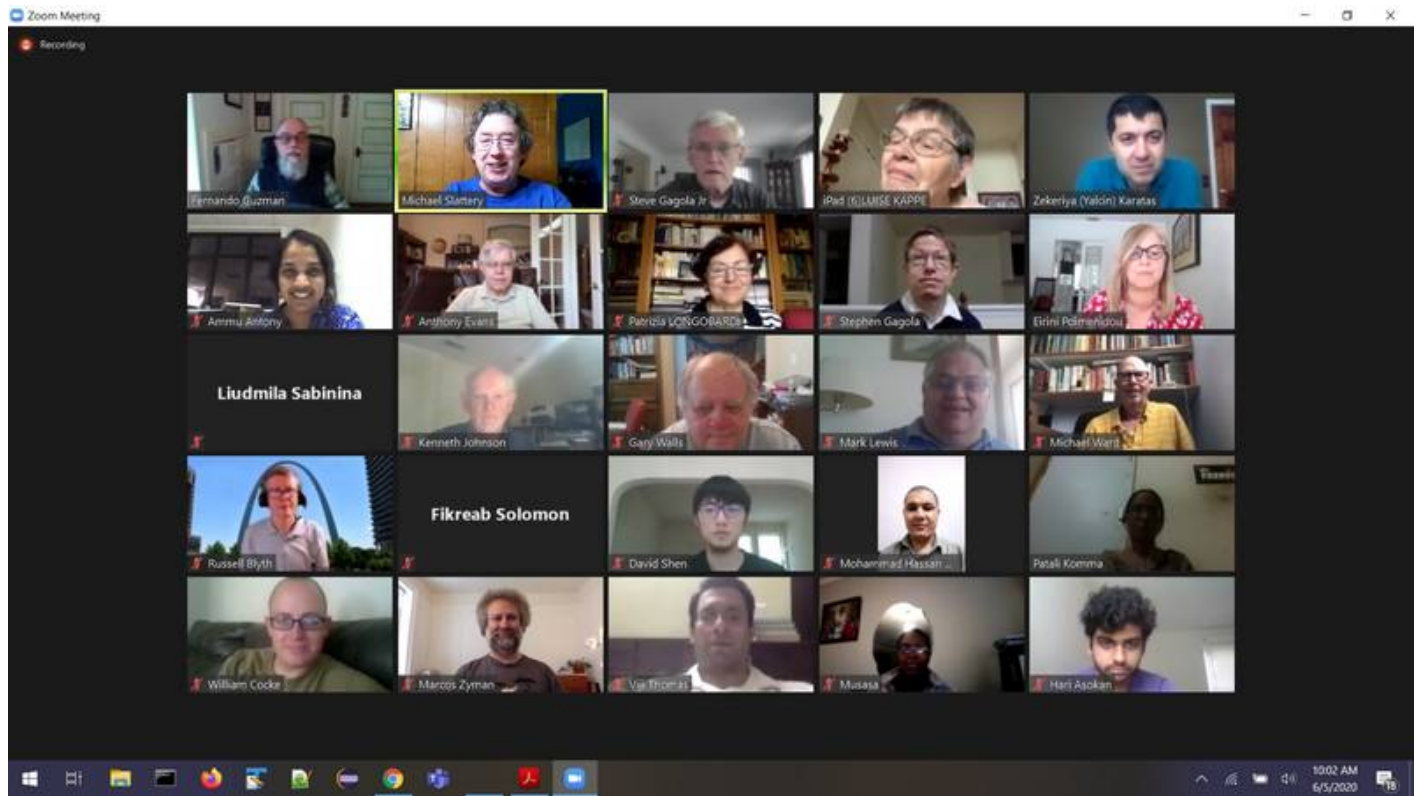 Zoom Meeting
Recording
Fernando Guzman
Michael Slattery
Steve Gagola Jr
iPad (6)LUISE KAPPE
Zekeriya (Yalcin) Karatas
Ammu Antony
Anthony Evans
Patrizia LONGOBARDI
Stephen Gagola
Eirini Poimenidou
Liudmila Sabinina
Kenneth Johnson
Gary Walls
Mark Lewis
Michael Ward
Russell Blyth
Fikreab Solomon
David Shen
Mohammad Hassan ...
Patali Komma
William Cocke
Marcos Zyman
Viji Thomas
Musasa
Hari Asokan
10:02 AM
6/5/2020
18